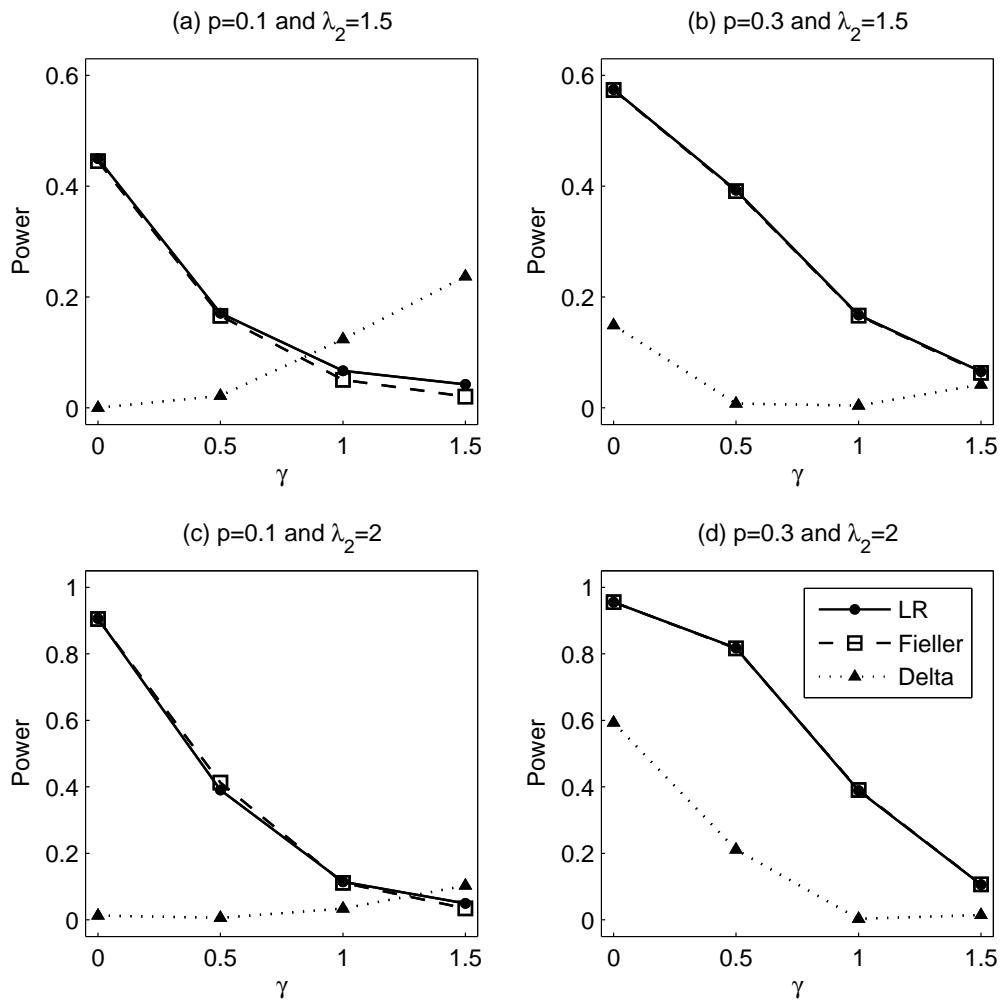 (a) p=0.1 and λ₂=1.5
0.6
0.4
0.2
0
Power
0 0.5 1 1.5
γ
(b) p=0.3 and λ₂=1.5
0.6
0.4
0.2
0
Power
0 0.5 1 1.5
γ
(c) p=0.1 and λ₂=2
1
0.8
0.6
0.4
0.2
0
Power
0 0.5 1 1.5
γ
(d) p=0.3 and λ₂=2
1
0.8
0.6
0.4
0.2
0
Power
LR
Fieller
Delta
0 0.5 1 1.5
γ